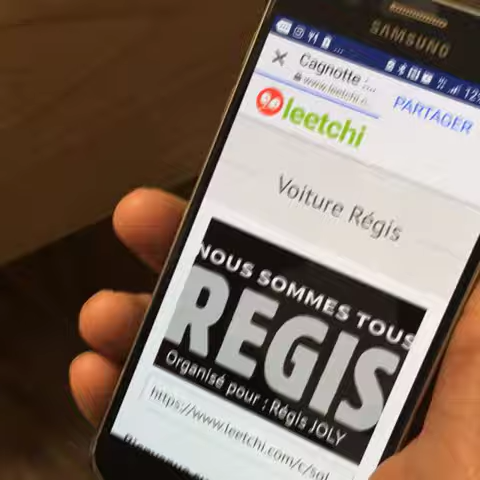 SAMSUNG
Cagnotte :...
www.leetchi.c
PARTAGER
leetchi
Voiture Régis
NOUS SOMMES TOUS
REGIS
Organisé pour : Régis JOLY
https://www.leetchi.com/c/sol